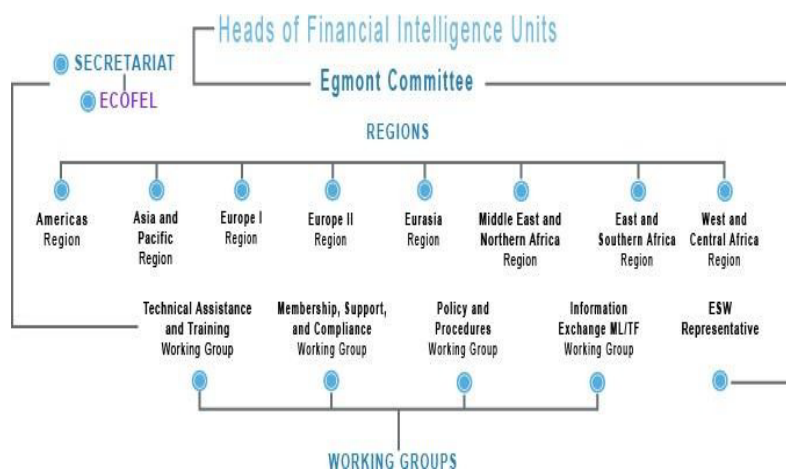 Heads of Financial Intelligence Units
SECRETARIAT
ECOFEL
Egmont Committee
REGIONS
Americas
Region
Asia and
Pacific
Region
Europe I
Region
Europe II
Region
Eurasia
Region
Middle East and
Northern Africa
Region
East and
Southern Africa
Region
West and
Central Africa
Region
Technical Assistance
and Training
Working Group
Membership, Support,
and Compliance
Working Group
Policy and
Procedures
Working Group
Information
Exchange ML/TF
Working Group
ESW
Representative
WORKING GROUPS